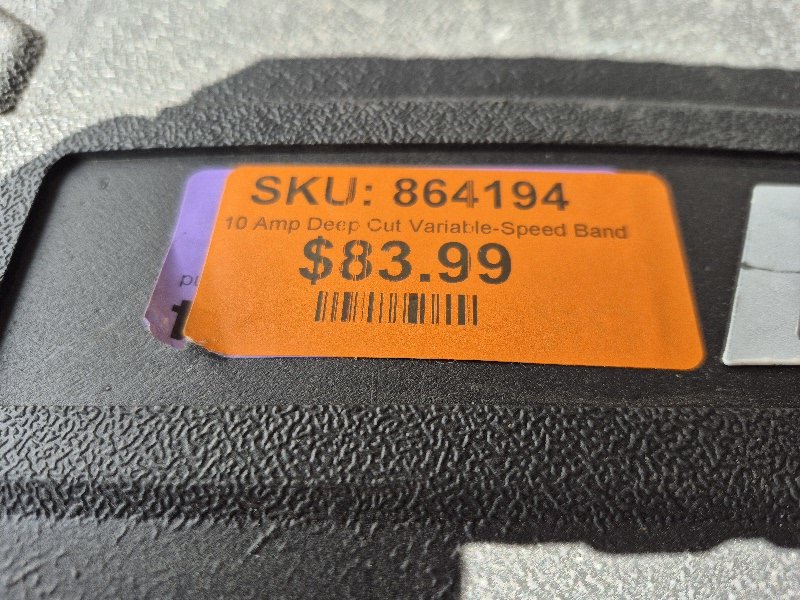 SKU: 864194
10 Amp Deep Cut Variable-Speed Band
$83.99